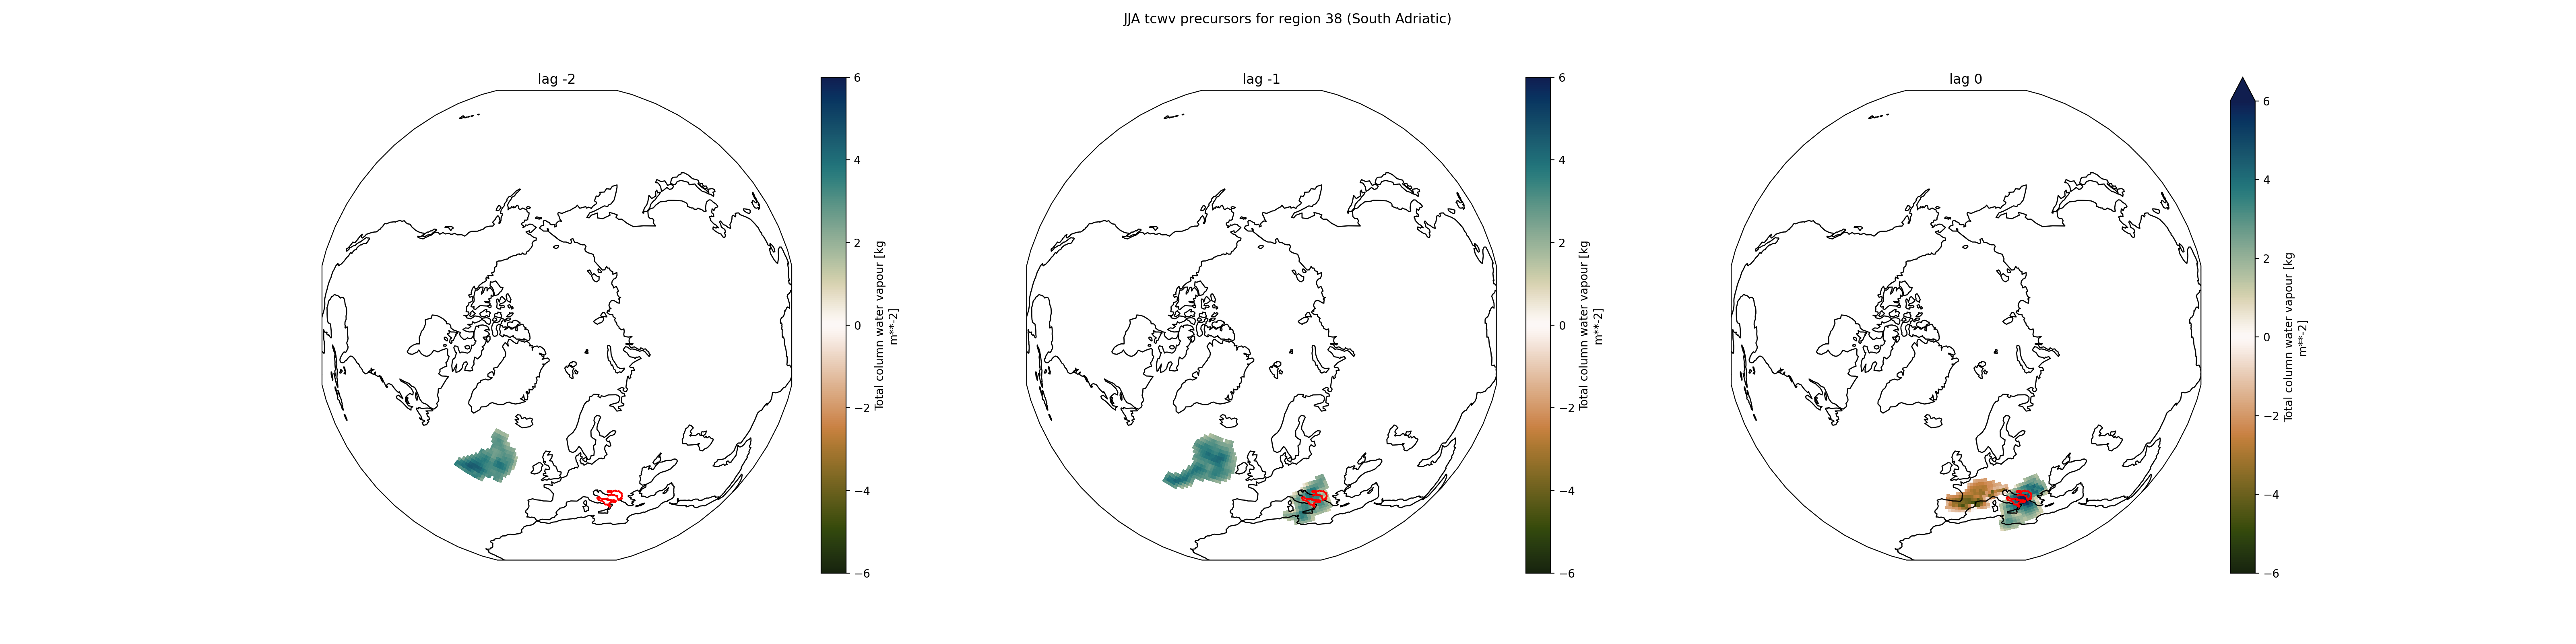 JJA tcwv precursors for region 38 (South Adriatic)
lag -2
6
4
2
0
−2
−4
−6
Total column water vapour [kg
m**-2]
lag -1
6
4
2
0
−2
−4
−6
Total column water vapour [kg
m**-2]
lag 0
6
4
2
0
−2
−4
−6
Total column water vapour [kg
m**-2]